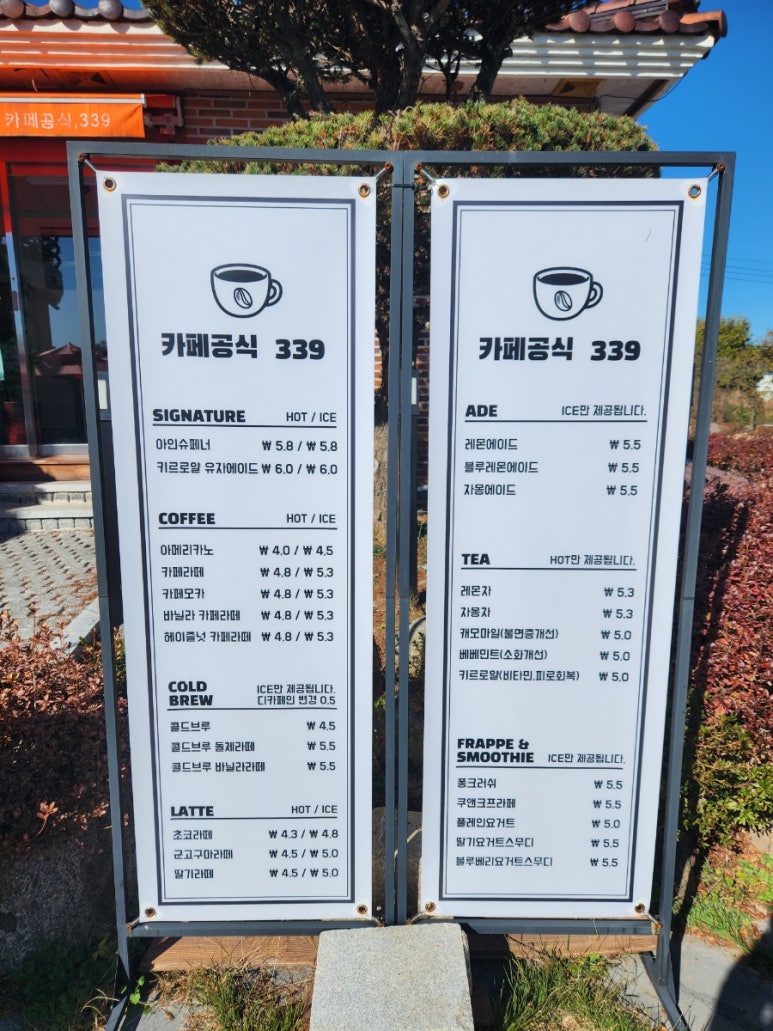 카페공식,339
카페공식 339
SIGNATURE HOT / ICE
아인슈페너 ₩ 5.8 / ₩ 5.8
키르로얄 유자에이드 ₩ 6.0 / ₩ 6.0
COFFEE HOT / ICE
아메리카노 ₩ 4.0 / ₩ 4.5
카페라떼 ₩ 4.8 / ₩ 5.3
카페모카 ₩ 4.8 / ₩ 5.3
바닐라 카페라떼 ₩ 4.8 / ₩ 5.3
헤이즐넛 카페라떼 ₩ 4.8 / ₩ 5.3
COLD BREW ICE만 제공됩니다.
디카페인 변경 0.5
콜드브루 ₩ 4.5
콜드브루 돌체라떼 ₩ 5.5
콜드브루 바닐라라떼 ₩ 5.5
LATTE HOT / ICE
초코라떼 ₩ 4.3 / ₩ 4.8
군고구마라떼 ₩ 4.5 / ₩ 5.0
딸기라떼 ₩ 4.5 / ₩ 5.0
카페공식 339
ADE ICE만 제공됩니다.
레몬에이드 ₩ 5.5
블루레몬에이드 ₩ 5.5
자몽에이드 ₩ 5.5
TEA HOT만 제공됩니다.
레몬차 ₩ 5.3
자몽차 ₩ 5.3
캐모마일(불면증개선) ₩ 5.0
페퍼민트(소화개선) ₩ 5.0
키르로얄(비타민,피로회복) ₩ 5.0
FRAPPE &
SMOOTHIE ICE만 제공됩니다.
퐁크러쉬 ₩ 5.5
쿠앤크프라페 ₩ 5.5
플레인요거트 ₩ 5.0
딸기요거트스무디 ₩ 5.5
블루베리요거트스무디 ₩ 5.5